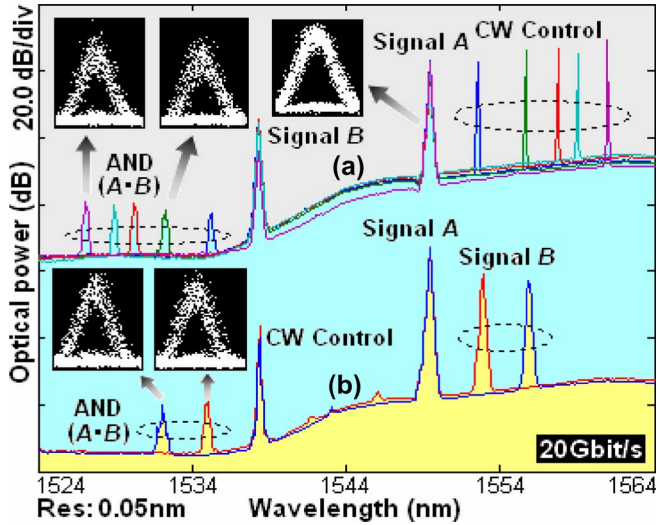 20.0 dB/div
Optical power (dB)
Signal A
CW Control
Signal B
(a)
AND
(A·B)
Signal A
Signal B
CW Control
(b)
AND
(A·B)
20Gbit/s
1524 1534 1544 1554 1564
Res: 0.05nm Wavelength (nm)